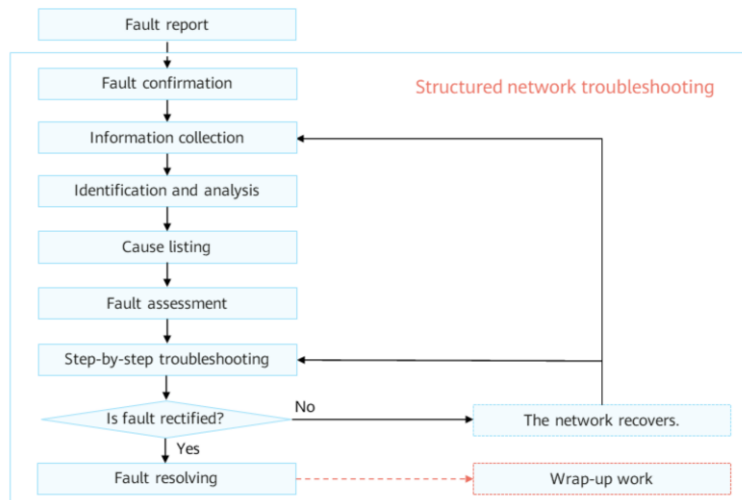 Fault report
Fault confirmation
Structured network troubleshooting
Information collection
Identification and analysis
Cause listing
Fault assessment
Step-by-step troubleshooting
Is fault rectified?
No
The network recovers.
Yes
Fault resolving
Wrap-up work